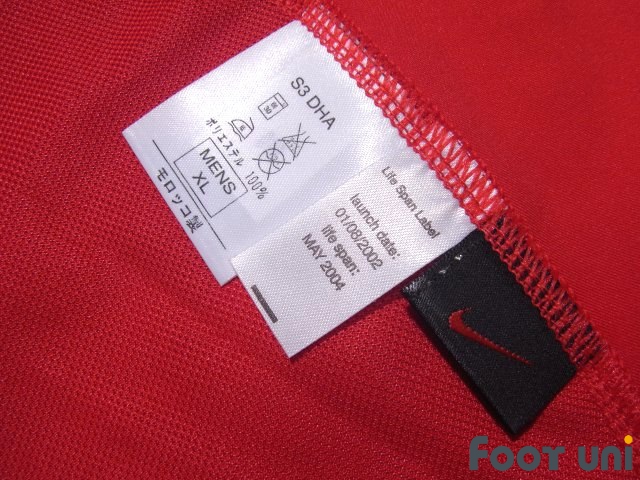 S3 DHA
ポリエステル 100%
MENS
XL
モロッコ製
Life Span Label
launch date:
01/08/2002
life span:
MAY 2004
FOOT uni